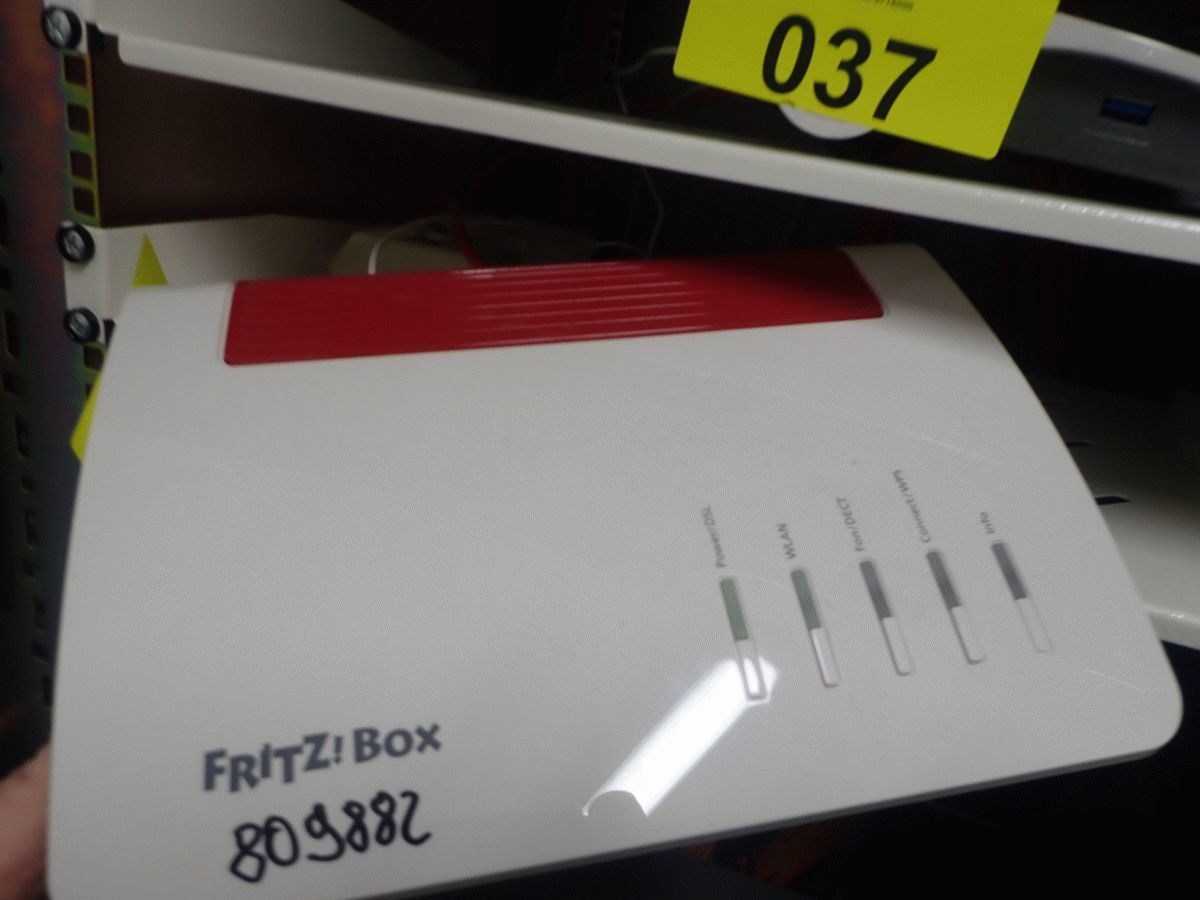 037
Power/DSL
WLAN
Fon/DECT
Connect/WPS
Info
FRITZ! Box
809882